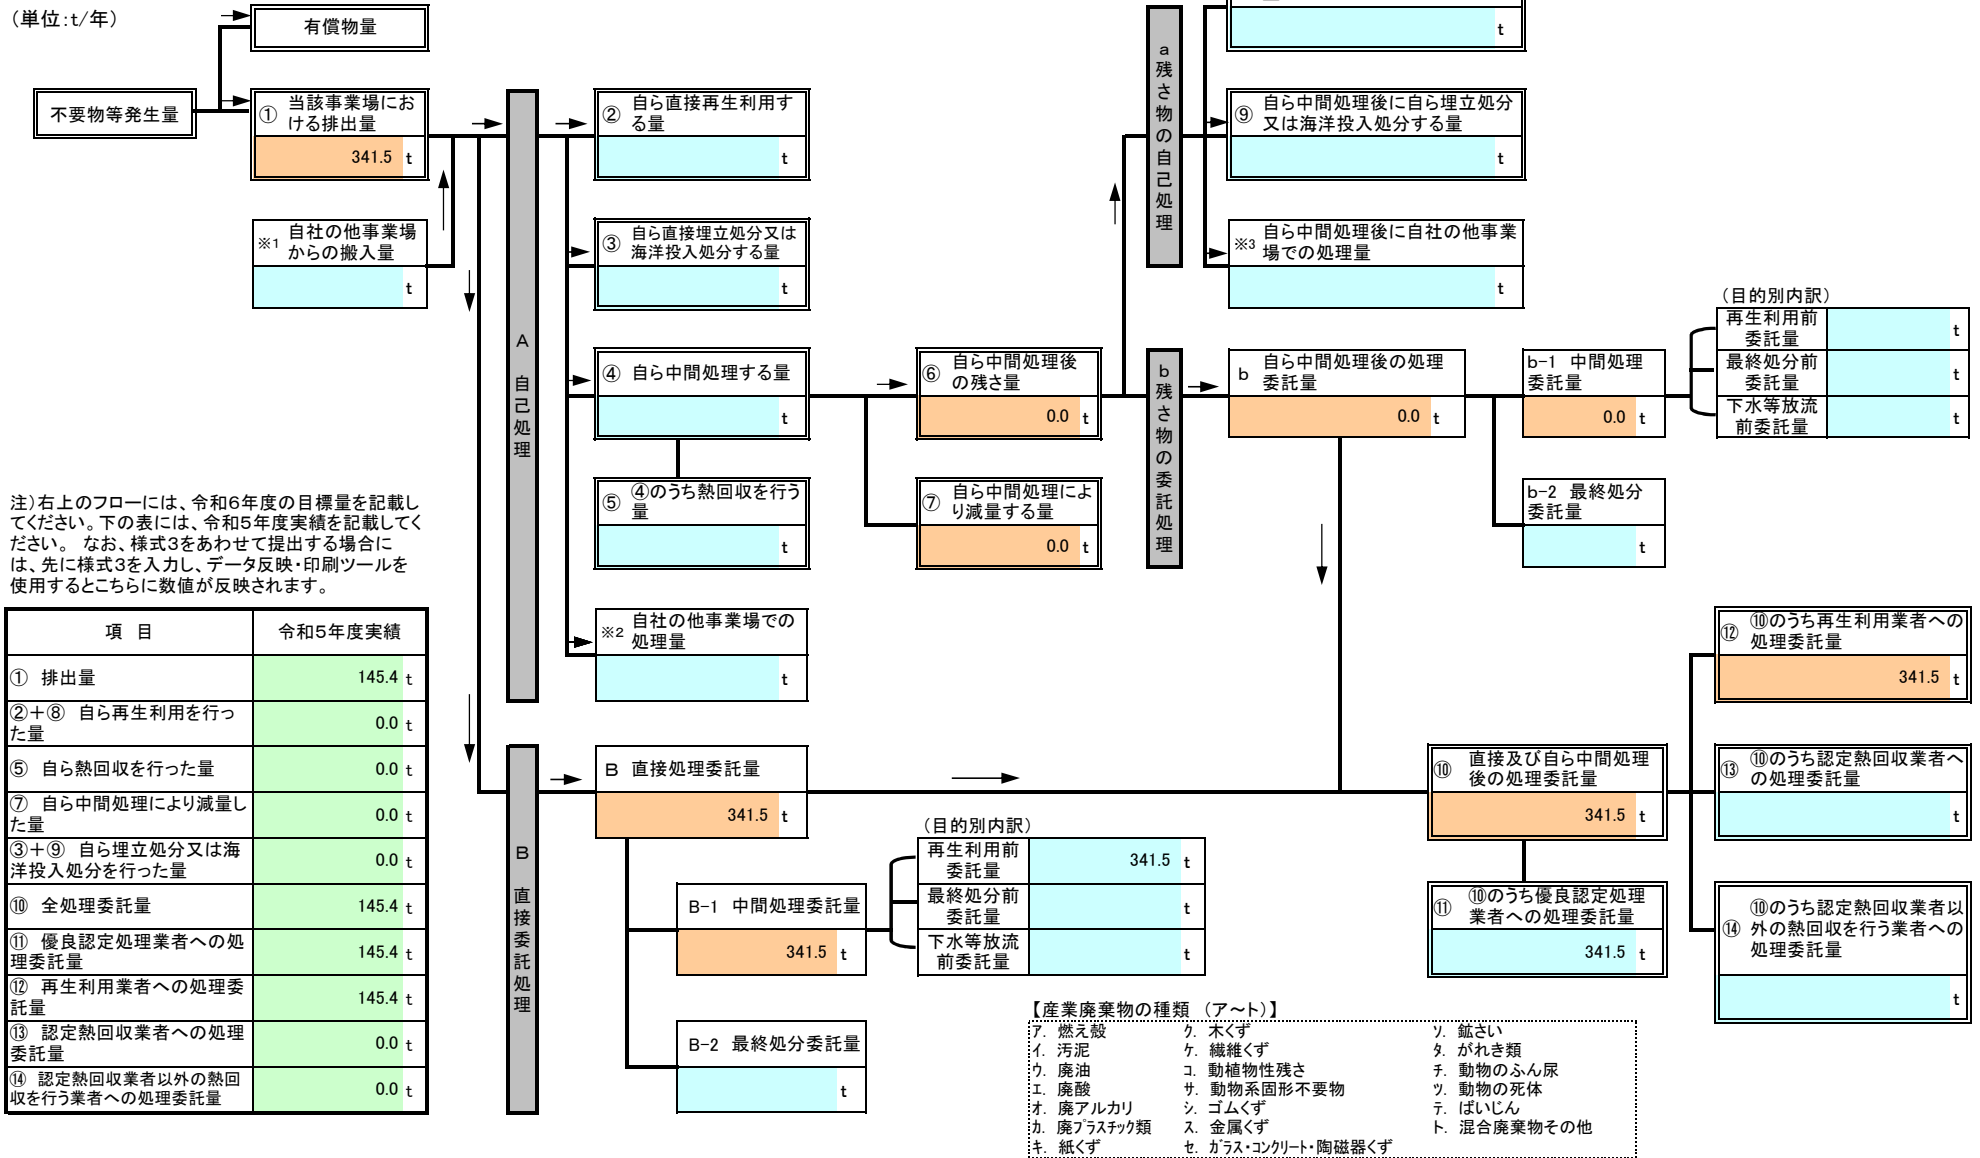 （単位:t/年）
有償物量
不要物等発生量
① 当該事業場にお
ける排出量
341.5 t
※1 自社の他事業場
からの搬入量
t
A 自己処理
② 自ら直接再生利用す
る量
t
③ 自ら直接埋立処分又は
海洋投入処分する量
t
④ 自ら中間処理する量
t
⑤ ④のうち熱回収を行う
量
t
※2 自社の他事業場での
処理量
t
⑥ 自ら中間処理後
の残さ量
0.0 t
⑦ 自ら中間処理によ
り減量する量
0.0 t
a 残さ物の自己処理
t
⑨ 自ら中間処理後に自ら埋立処分
又は海洋投入処分する量
t
※3 自ら中間処理後に自社の他事業
場での処理量
t
b 残さ物の委託処理
b 自ら中間処理後の処理
委託量
0.0 t
b-1 中間処理
委託量
0.0 t
b-2 最終処分
委託量
t
（目的別内訳）
再生利用前
委託量
t
最終処分前
委託量
t
下水等放流
前委託量
t
注）右上のフローには、令和６年度の目標量を記載し
てください。下の表には、令和５年度実績を記載してく
ださい。 なお、様式３をあわせて提出する場合に
は、先に様式３を入力し、データ反映・印刷ツールを
使用するとこちらに数値が反映されます。
項 目 令和５年度実績
① 排出量 145.4 t
②＋⑧ 自ら再生利用を行っ
た量 0.0 t
⑤ 自ら熱回収を行った量 0.0 t
⑦ 自ら中間処理により減量し
た量 0.0 t
③＋⑨ 自ら埋立処分又は海
洋投入処分を行った量 0.0 t
⑩ 全処理委託量 145.4 t
⑪ 優良認定処理業者への処
理委託量 145.4 t
⑫ 再生利用業者への処理委
託量 145.4 t
⑬ 認定熱回収業者への処理
委託量 0.0 t
⑭ 認定熱回収業者以外の熱回
収を行う業者への処理委託量 0.0 t
B 直接委託処理
B 直接処理委託量
341.5 t
B-1 中間処理委託量
341.5 t
B-2 最終処分委託量
t
（目的別内訳）
再生利用前
委託量
341.5 t
最終処分前
委託量
t
下水等放流
前委託量
t
⑩ 直接及び自ら中間処理
後の処理委託量
341.5 t
⑪ ⑩のうち優良認定処理
業者への処理委託量
341.5 t
⑫ ⑩のうち再生利用業者への
処理委託量
341.5 t
⑬ ⑩のうち認定熱回収業者へ
の処理委託量
t
⑭ ⑩のうち認定熱回収業者以
外の熱回収を行う業者への
処理委託量
t
【産業廃棄物の種類 （ア～ト）】
ｱ. 燃え殻 ｸ. 木くず ｿ. 鉱さい
ｲ. 汚泥 ｹ. 繊維くず ﾀ. がれき類
ｳ. 廃油 ｺ. 動植物性残さ ﾁ. 動物のふん尿
ｴ. 廃酸 ｻ. 動物系固形不要物 ﾂ. 動物の死体
ｵ. 廃アルカリ ｼ. ゴムくず ﾃ. ばいじん
ｶ. 廃ﾌﾟﾗｽﾁｯｸ類 ｽ. 金属くず ﾄ. 混合廃棄物その他
ｷ. 紙くず ｾ. ｶﾞﾗｽ・ｺﾝｸﾘｰﾄ・陶磁器くず